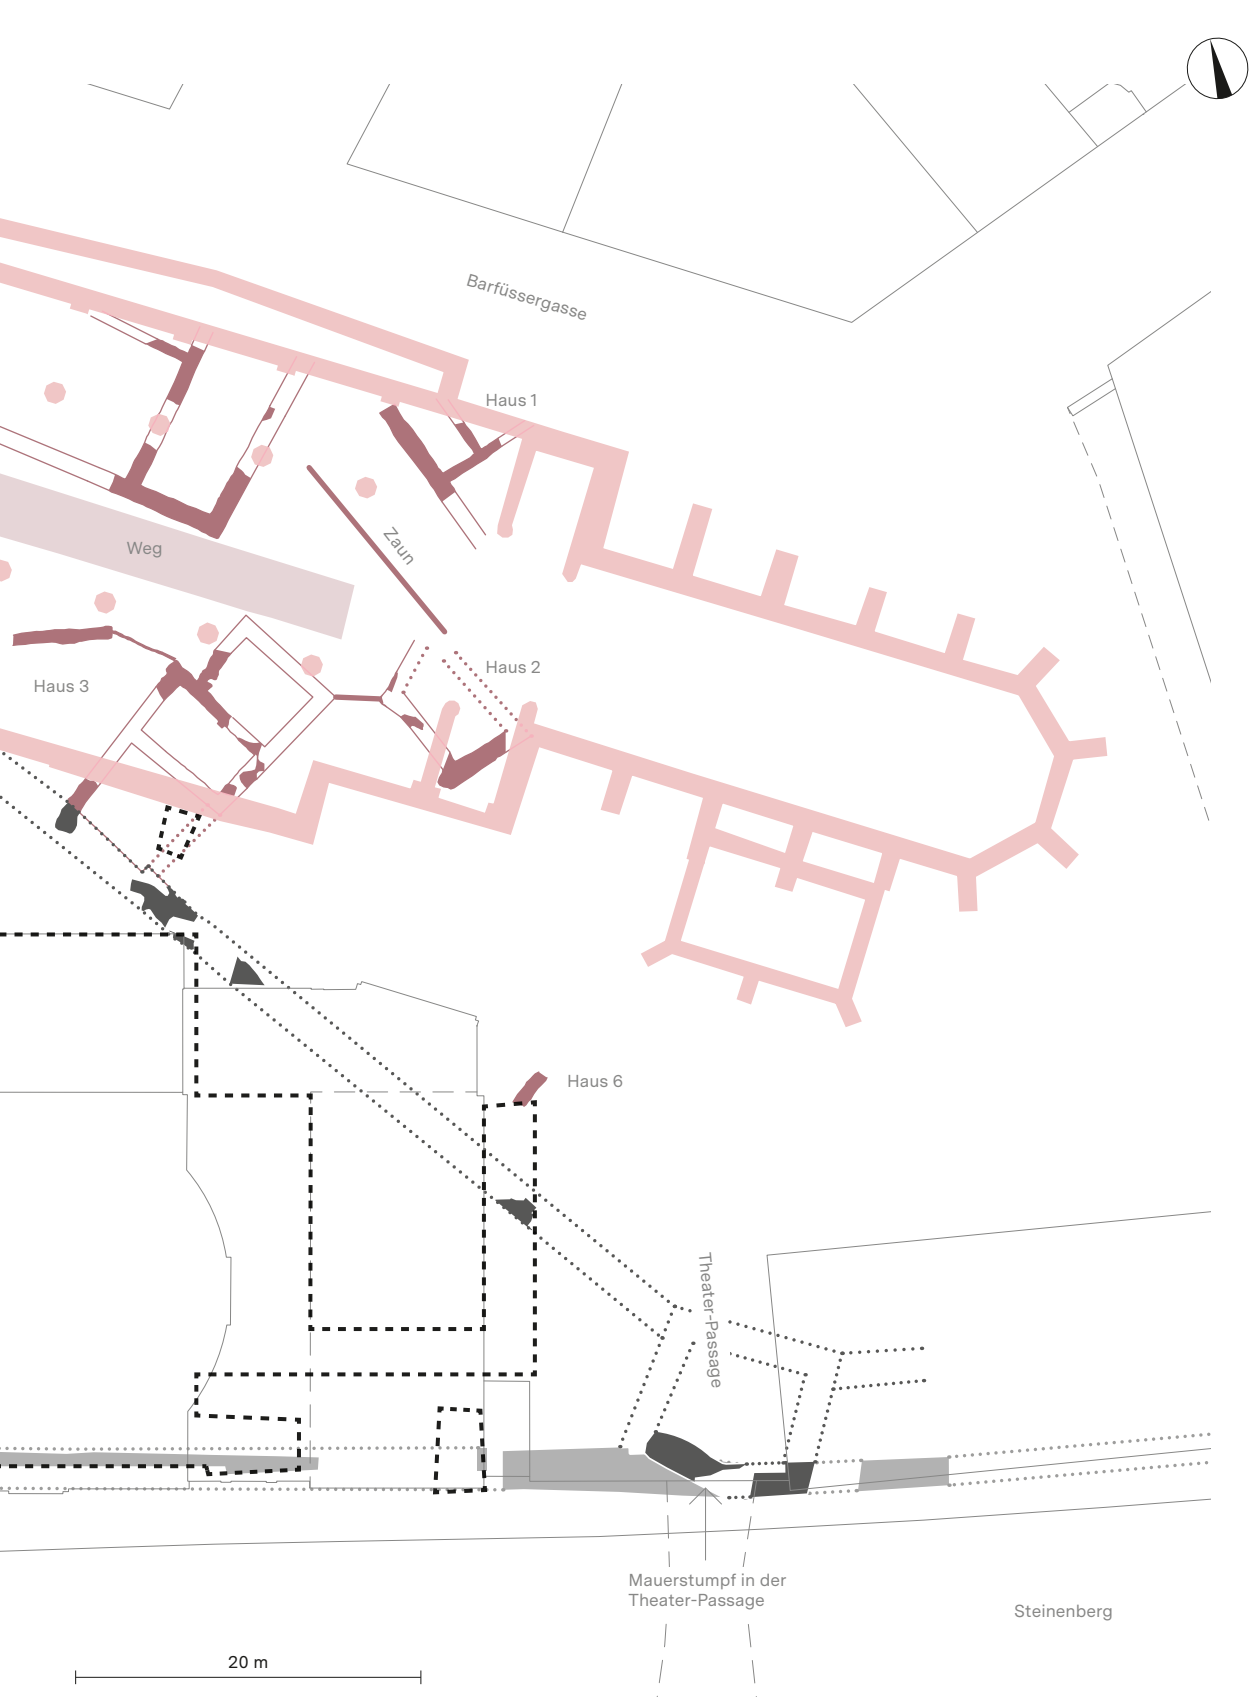 Barfüssergasse
Haus 1
Zaun
Weg
Haus 2
Haus 3
Haus 6
Theater-Passage
Mauerstumpf in der
Theater-Passage
Steinenberg
20 m